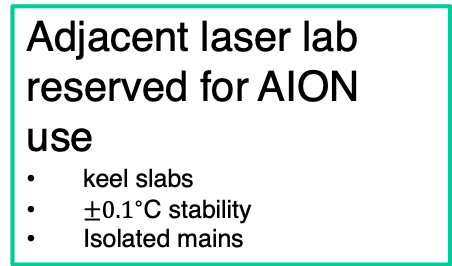 Adjacent laser lab
reserved for AION
use
• keel slabs
• ±0.1°C stability
• Isolated mains